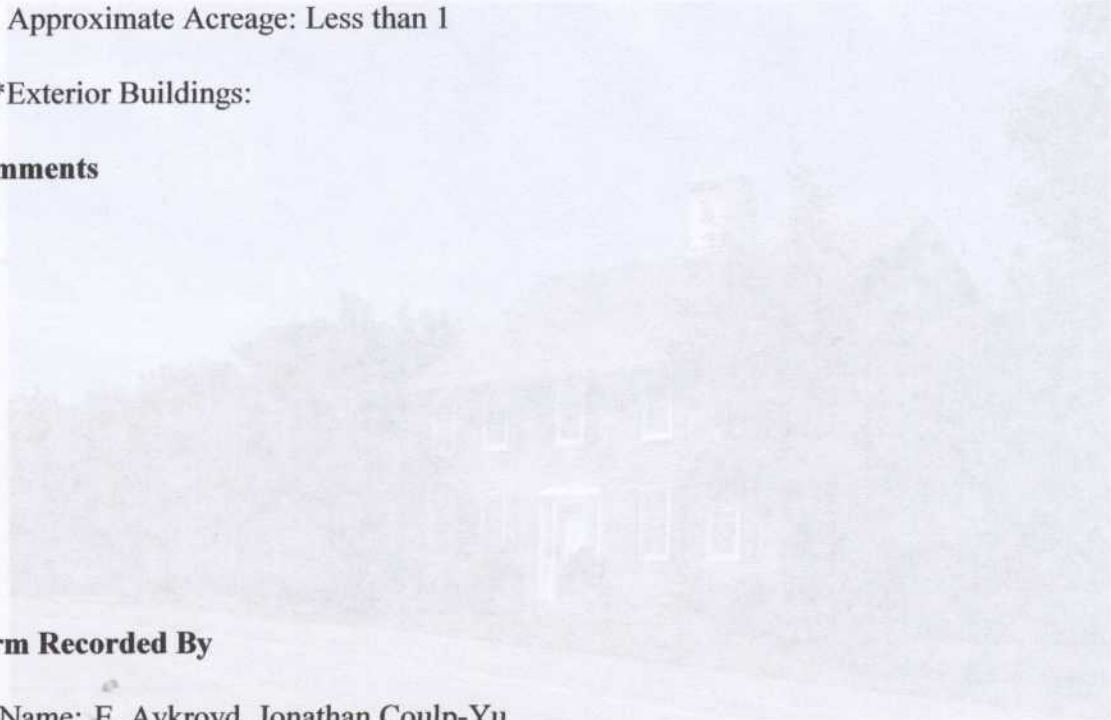 Approximate Acreage: Less than 1
*Exterior Buildings:
mments
rm Recorded By
Name: E. Aykroyd, Jonathan Coulp-Yu